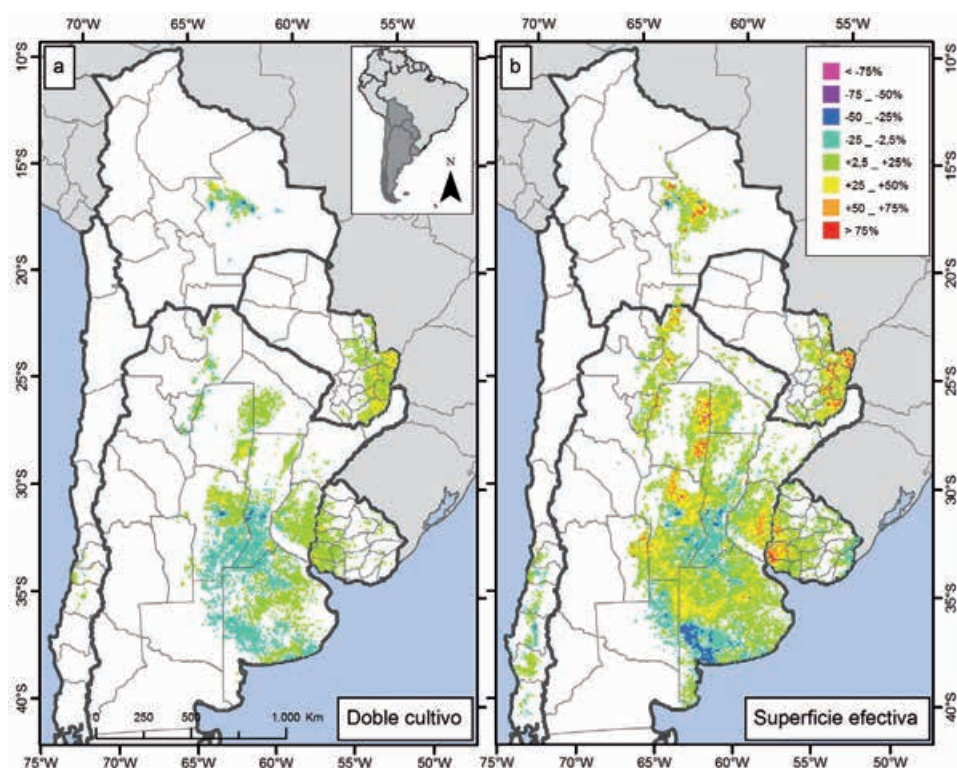 70°W 65°W 60°W 55°W
70°W 65°W 60°W 55°W
10°S
15°S
20°S
25°S
30°S
35°S
40°S
a
N
0 250 500 1.000 Km
Doble cultivo
75°W 70°W 65°W 60°W 55°W 50°W
b
< -75%
-75 _ -50%
-50 _ -25%
-25 _ -2,5%
+2,5 _ +25%
+25 _ +50%
+50 _ +75%
> 75%
10°S
15°S
20°S
25°S
30°S
35°S
40°S
Superficie efectiva
75°W 70°W 65°W 60°W 55°W 50°W